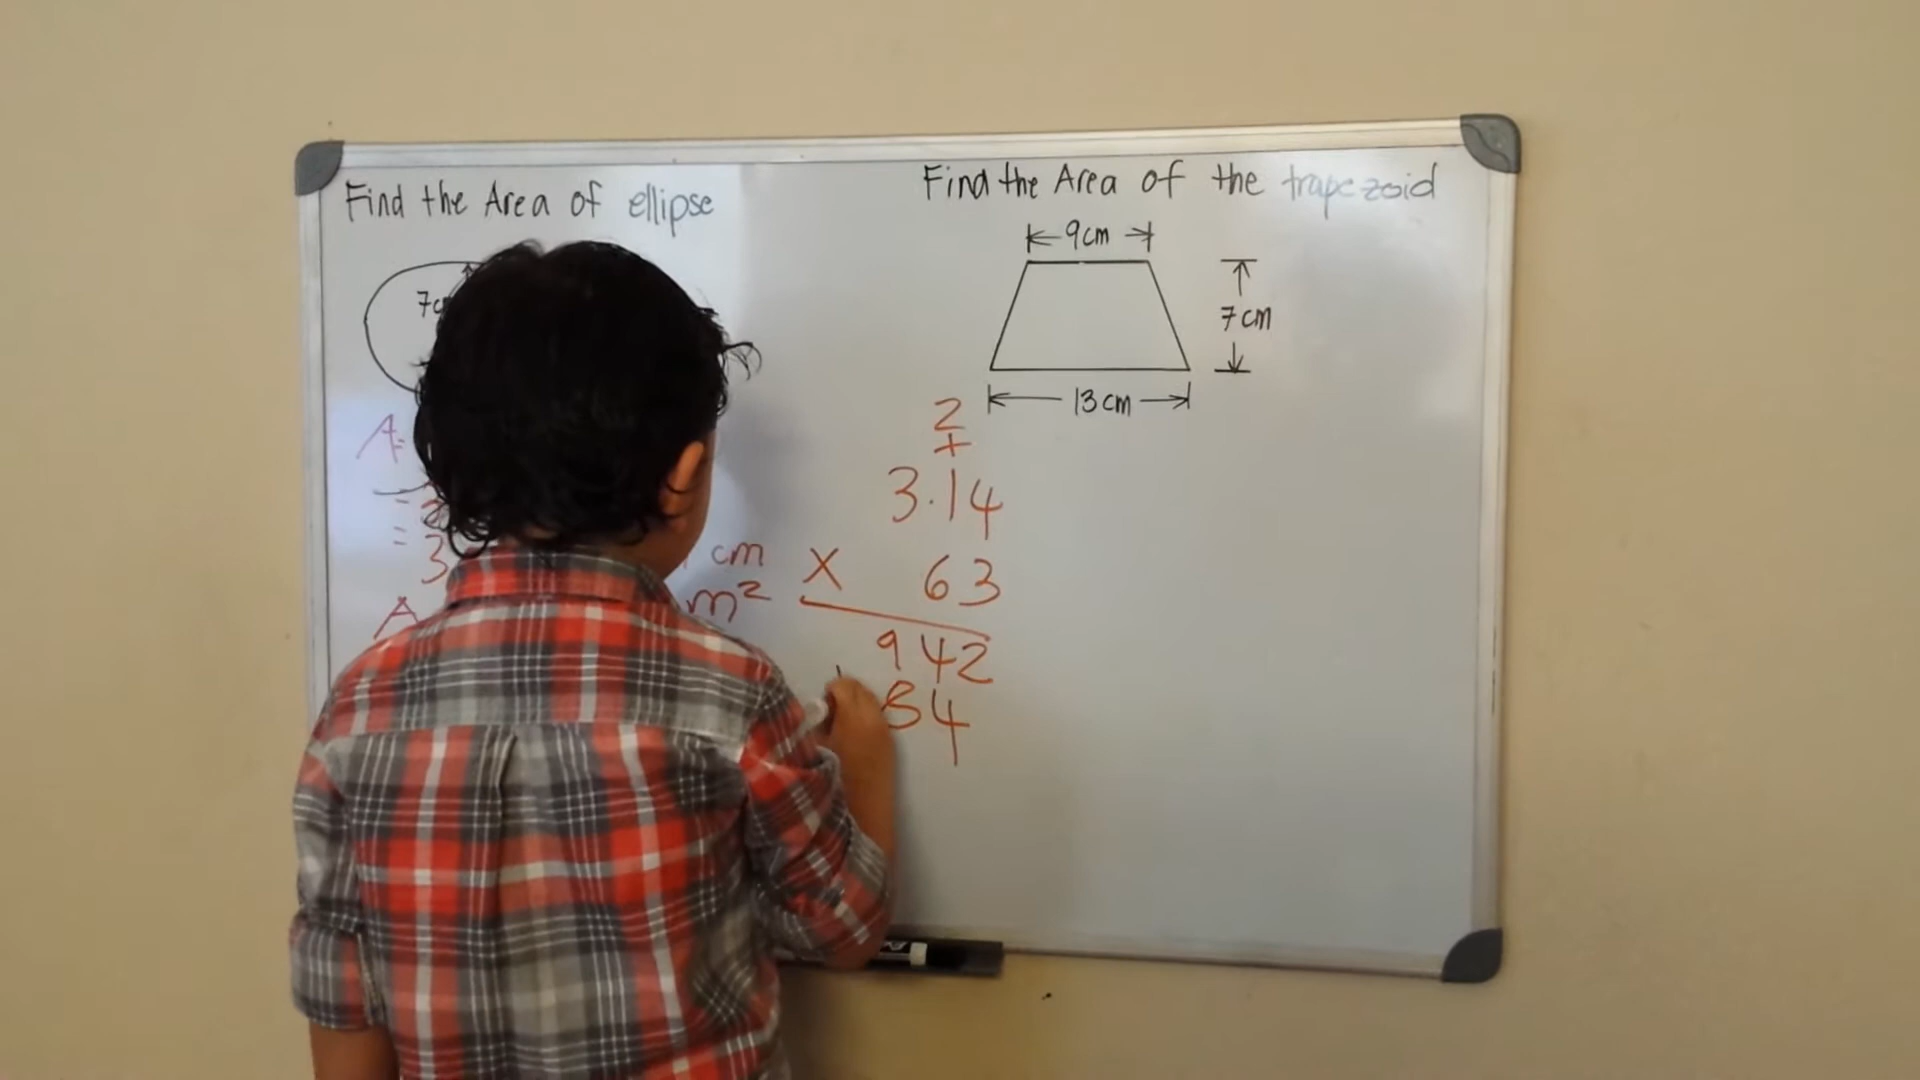 Find the Area of ellipse
7c
A=
=
= 3
cm
A m²
Find the Area of the trapezoid
9cm
7cm
13cm
2
+
3.14
X 63
942
84